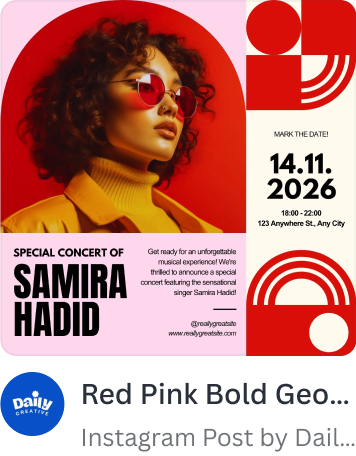 MARK THE DATE!
14.11.
2026
18:00 - 22:00
123 Anywhere St., Any City
SPECIAL CONCERT OF
SAMIRA
HADID
Get ready for an unforgettable
musical experience! We're
thrilled to announce a special
concert featuring the sensational
singer Samira Hadid!
@reallygreatsite
www.reallygreatsite.com
Daily
CREATIVE
Red Pink Bold Geo...
Instagram Post by Dail...